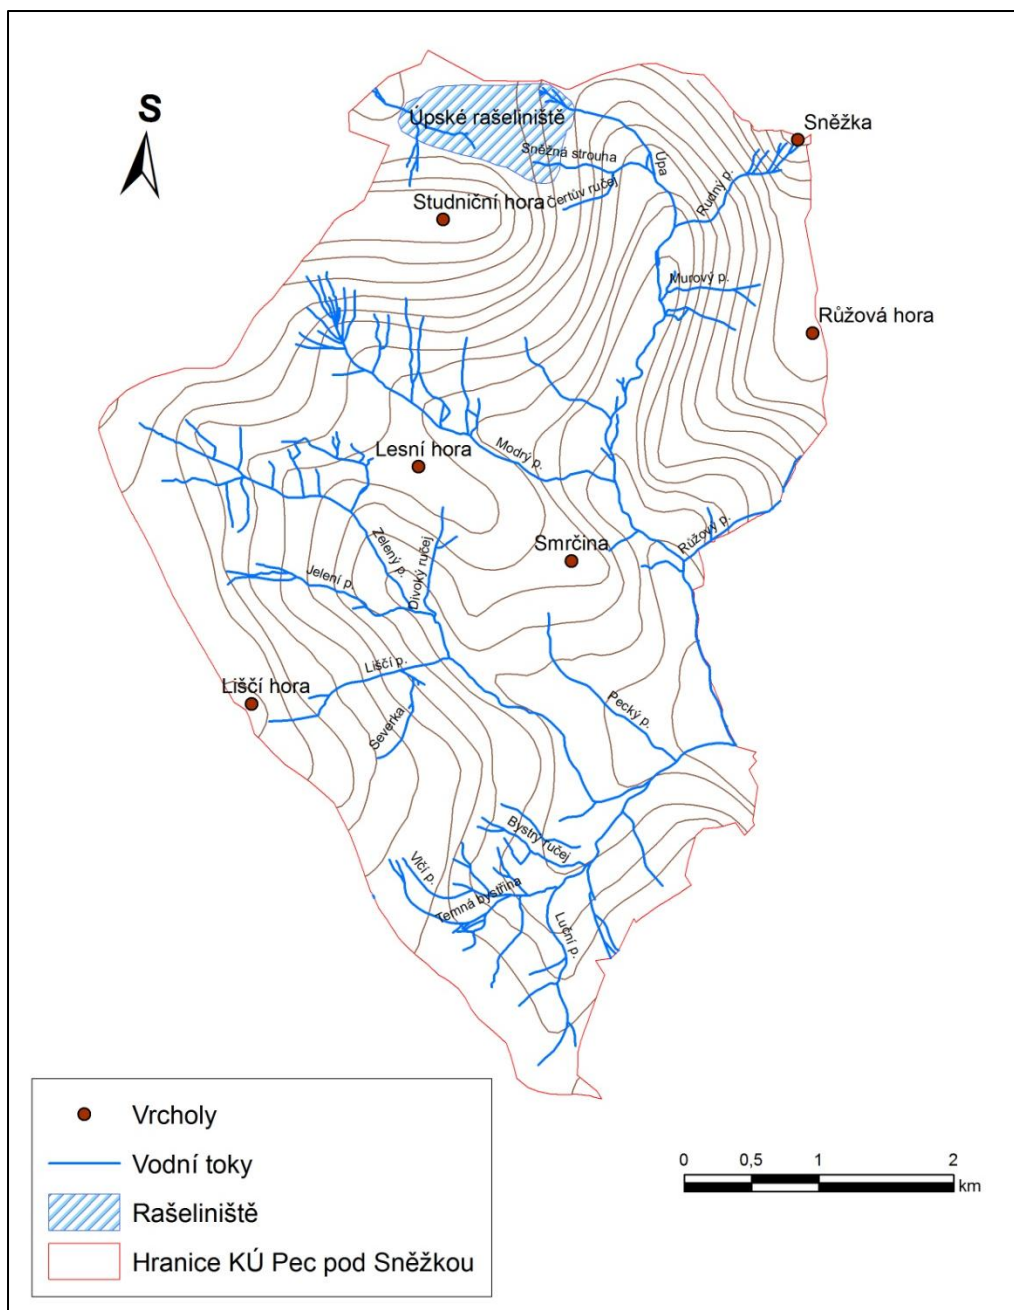 S
Úpské rašeliniště
Sněžka
Sněžná strouha
Úpa
Čertův ručej
Rudný p.
Studniční hora
Murový p.
Růžová hora
Lesní hora
Modrý p.
Růžový p.
Smrčina
Zelený p.
Divoký ručej
Jelení p.
Liščí p.
Liščí hora
Severka
Pecký p.
Bystrý ručej
Vlčí p.
Temná bystřina
Luční p.
Vrcholy
Vodní toky
Rašeliniště
Hranice KÚ Pec pod Sněžkou
0 0,5 1 2
km